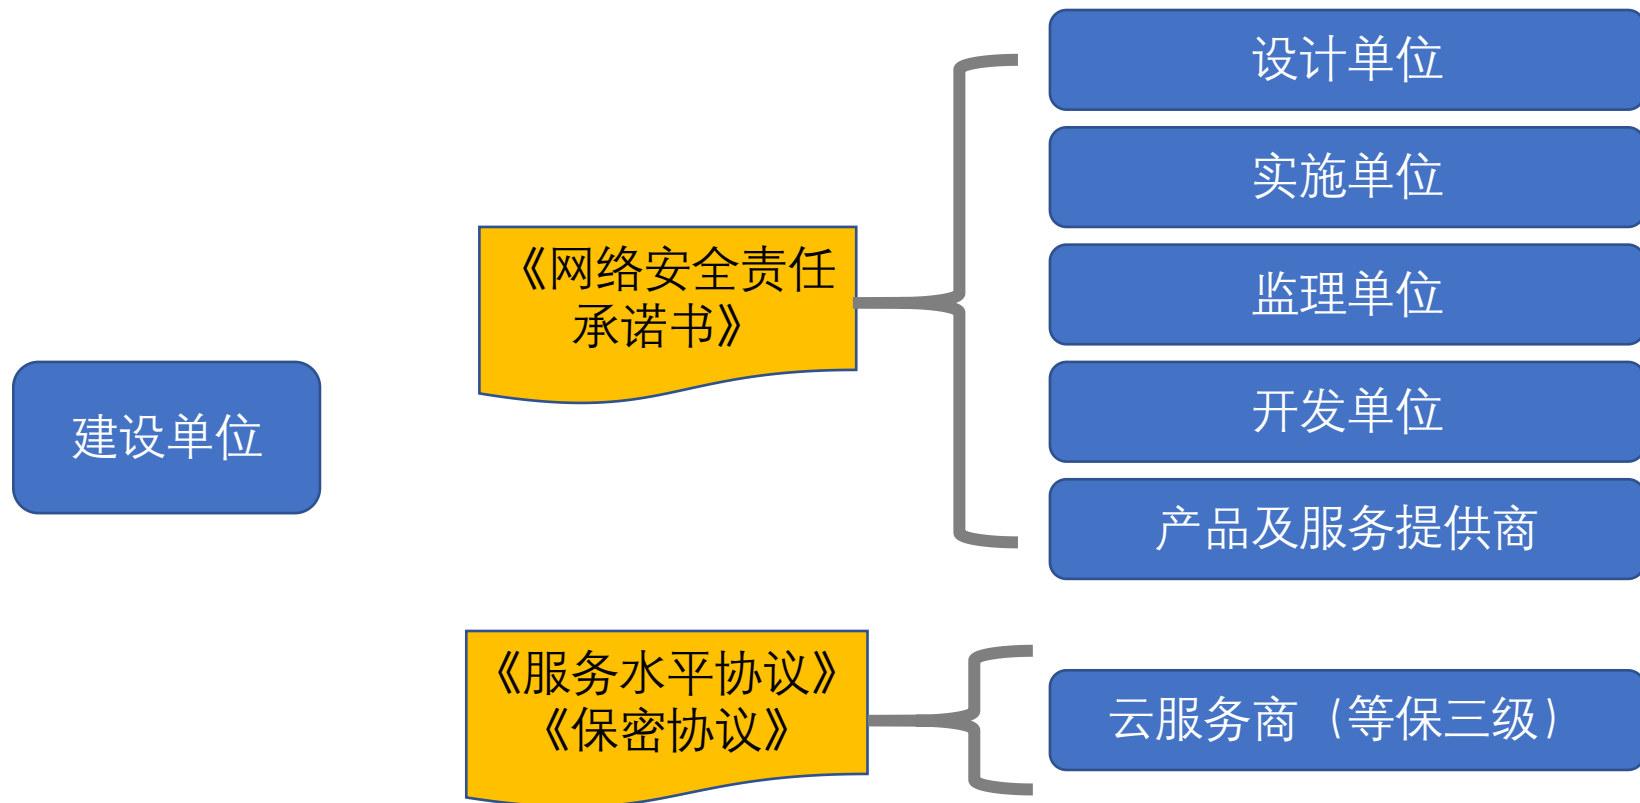 建设单位
《网络安全责任
承诺书》
设计单位
实施单位
监理单位
开发单位
产品及服务提供商
《服务水平协议》
《保密协议》
云服务商（等保三级）